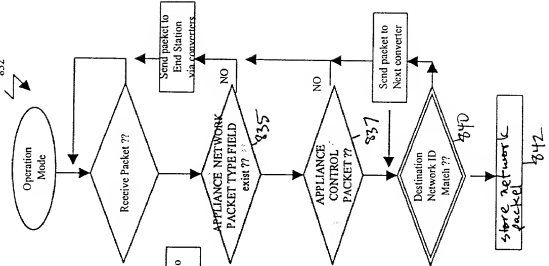 832
Operation
Mode
Receive Packet ??
Send packet to
End Station
via converters
APPLIANCE NETWORK
PACKET TYPE FIELD
exist ??
835
NO
APPLIANCE
CONTROL
PACKET ??
837
NO
Send packet to
Next converter
Destination
Network ID
Match ??
840
store network
packet
842